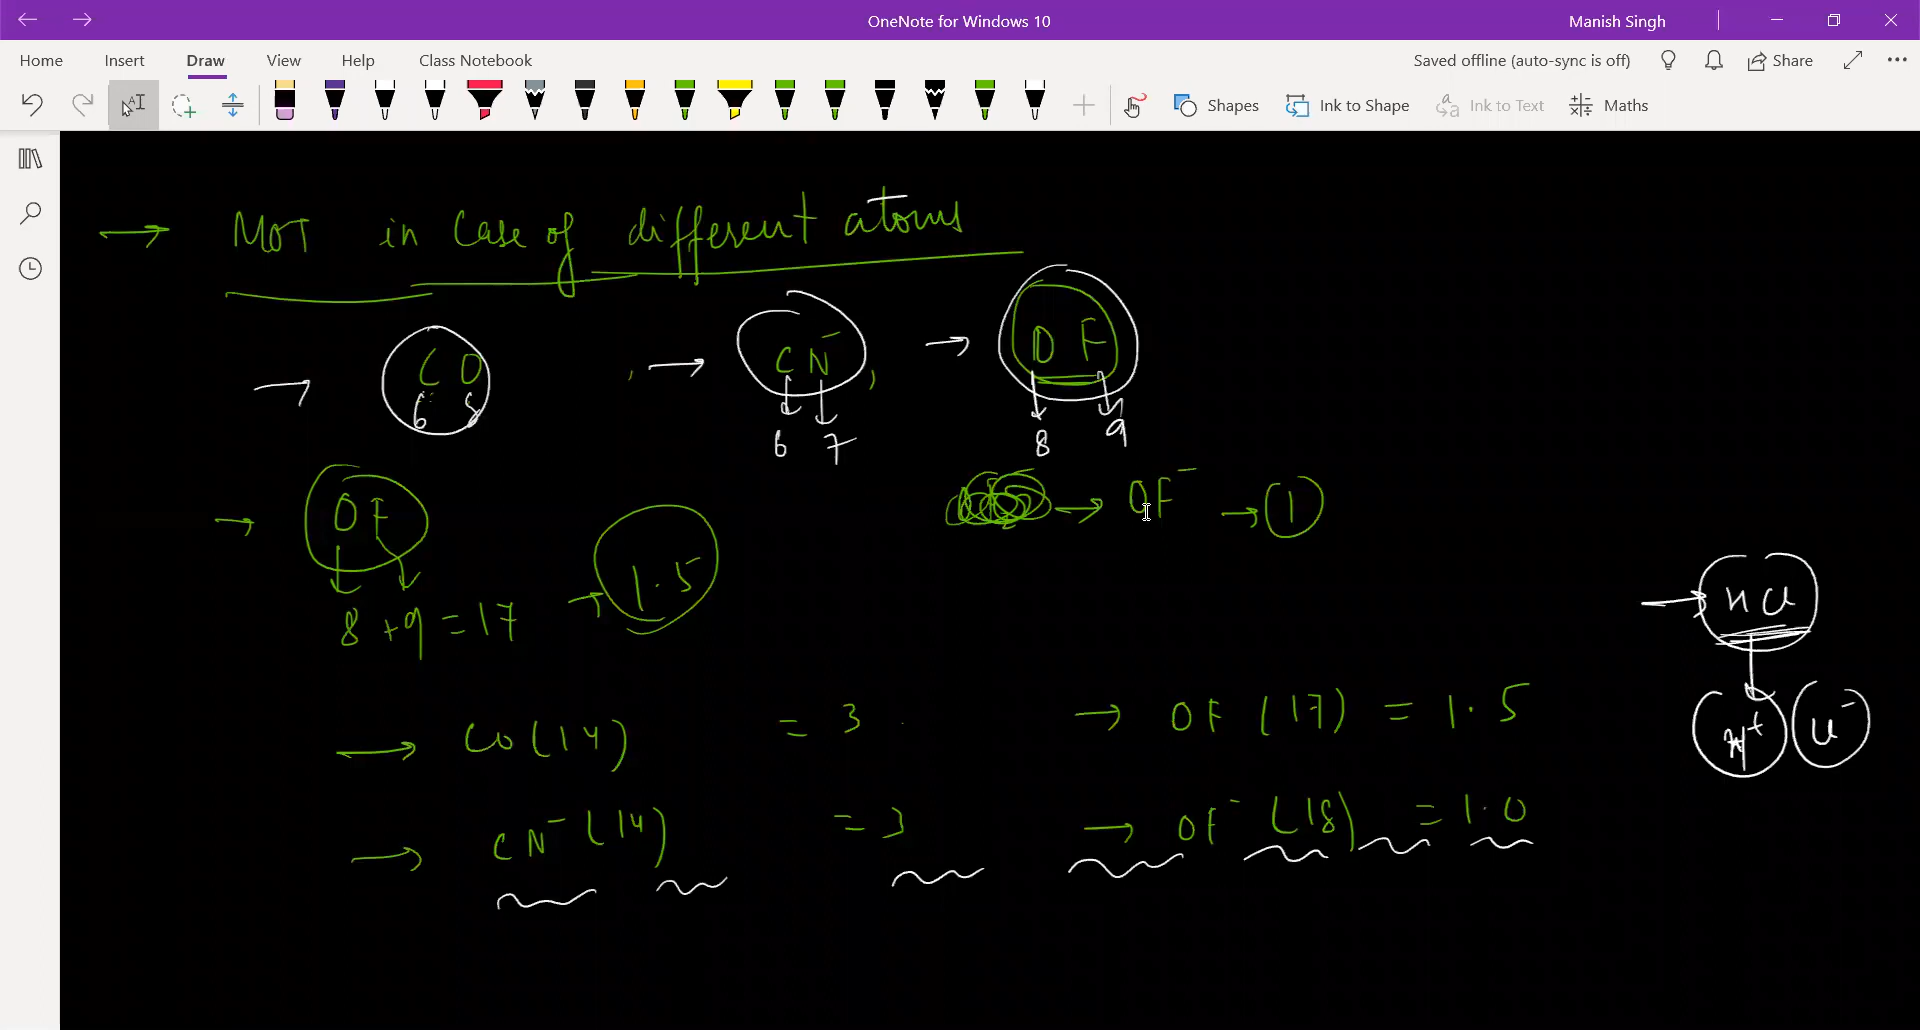 OneNote for Windows 10
Manish Singh
Home Insert Draw View Help Class Notebook
Saved offline (auto-sync is off) Share
Shapes Ink to Shape Ink to Text Maths
→ MOT in Case of different atoms
→ CO , → CN⁻ , → OF
6 8 6 7 8 9
→ OF → OF⁻ → 1
8 + 9 = 17 → 1.5
→ HCl
H⁺ Cl⁻
→ CO (14) = 3 → OF (17) = 1.5
→ CN⁻ (14) = 3 → OF⁻ (18) = 1.0